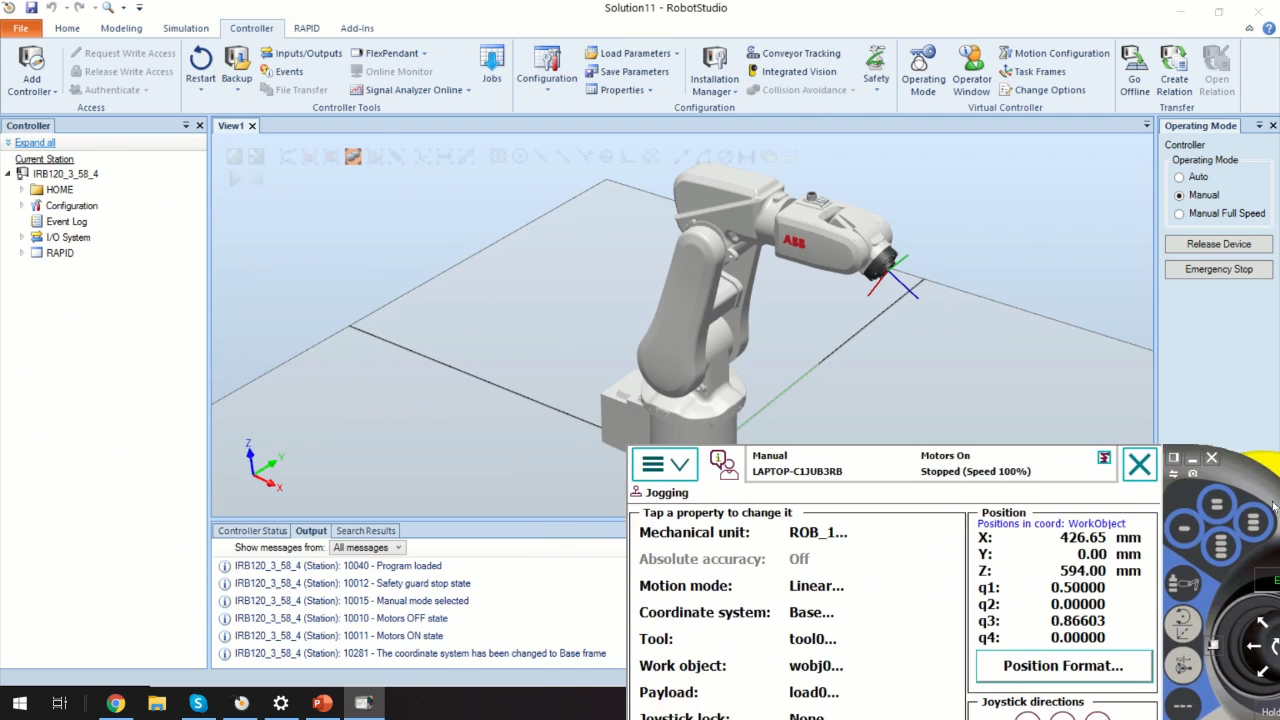 Solution11 - RobotStudio
File Home Modeling Simulation Controller RAPID Add-Ins
Add Controller
Request Write Access
Release Write Access
Authenticate
Access
Restart
Backup
Inputs/Outputs
Events
File Transfer
FlexPendant
Online Monitor
Signal Analyzer Online
Jobs
Controller Tools
Configuration
Load Parameters
Save Parameters
Properties
Installation Manager
Conveyor Tracking
Integrated Vision
Collision Avoidance
Safety
Configuration
Operating Mode
Operator Window
Motion Configuration
Task Frames
Change Options
Virtual Controller
Go Offline
Create Relation
Open Relation
Transfer
Controller
Expand all
Current Station
IRB120_3_58_4
HOME
Configuration
Event Log
I/O System
RAPID
View1
ABB
Z
Y
X
Operating Mode
Controller
Operating Mode
Auto
Manual
Manual Full Speed
Release Device
Emergency Stop
Controller Status Output Search Results
Show messages from: All messages
IRB120_3_58_4 (Station): 10040 - Program loaded
IRB120_3_58_4 (Station): 10012 - Safety guard stop state
IRB120_3_58_4 (Station): 10015 - Manual mode selected
IRB120_3_58_4 (Station): 10010 - Motors OFF state
IRB120_3_58_4 (Station): 10011 - Motors ON state
IRB120_3_58_4 (Station): 10281 - The coordinate system has been changed to Base frame
Manual Motors On
LAPTOP-C1JUB3RB Stopped (Speed 100%)
Jogging
Tap a property to change it
Mechanical unit: ROB_1...
Absolute accuracy: Off
Motion mode: Linear...
Coordinate system: Base...
Tool: tool0...
Work object: wobj0...
Payload: load0...
Joystick lock: None...
Position
Positions in coord: WorkObject
X: 426.65 mm
Y: 0.00 mm
Z: 594.00 mm
q1: 0.50000
q2: 0.00000
q3: 0.86603
q4: 0.00000
Position Format...
Joystick directions